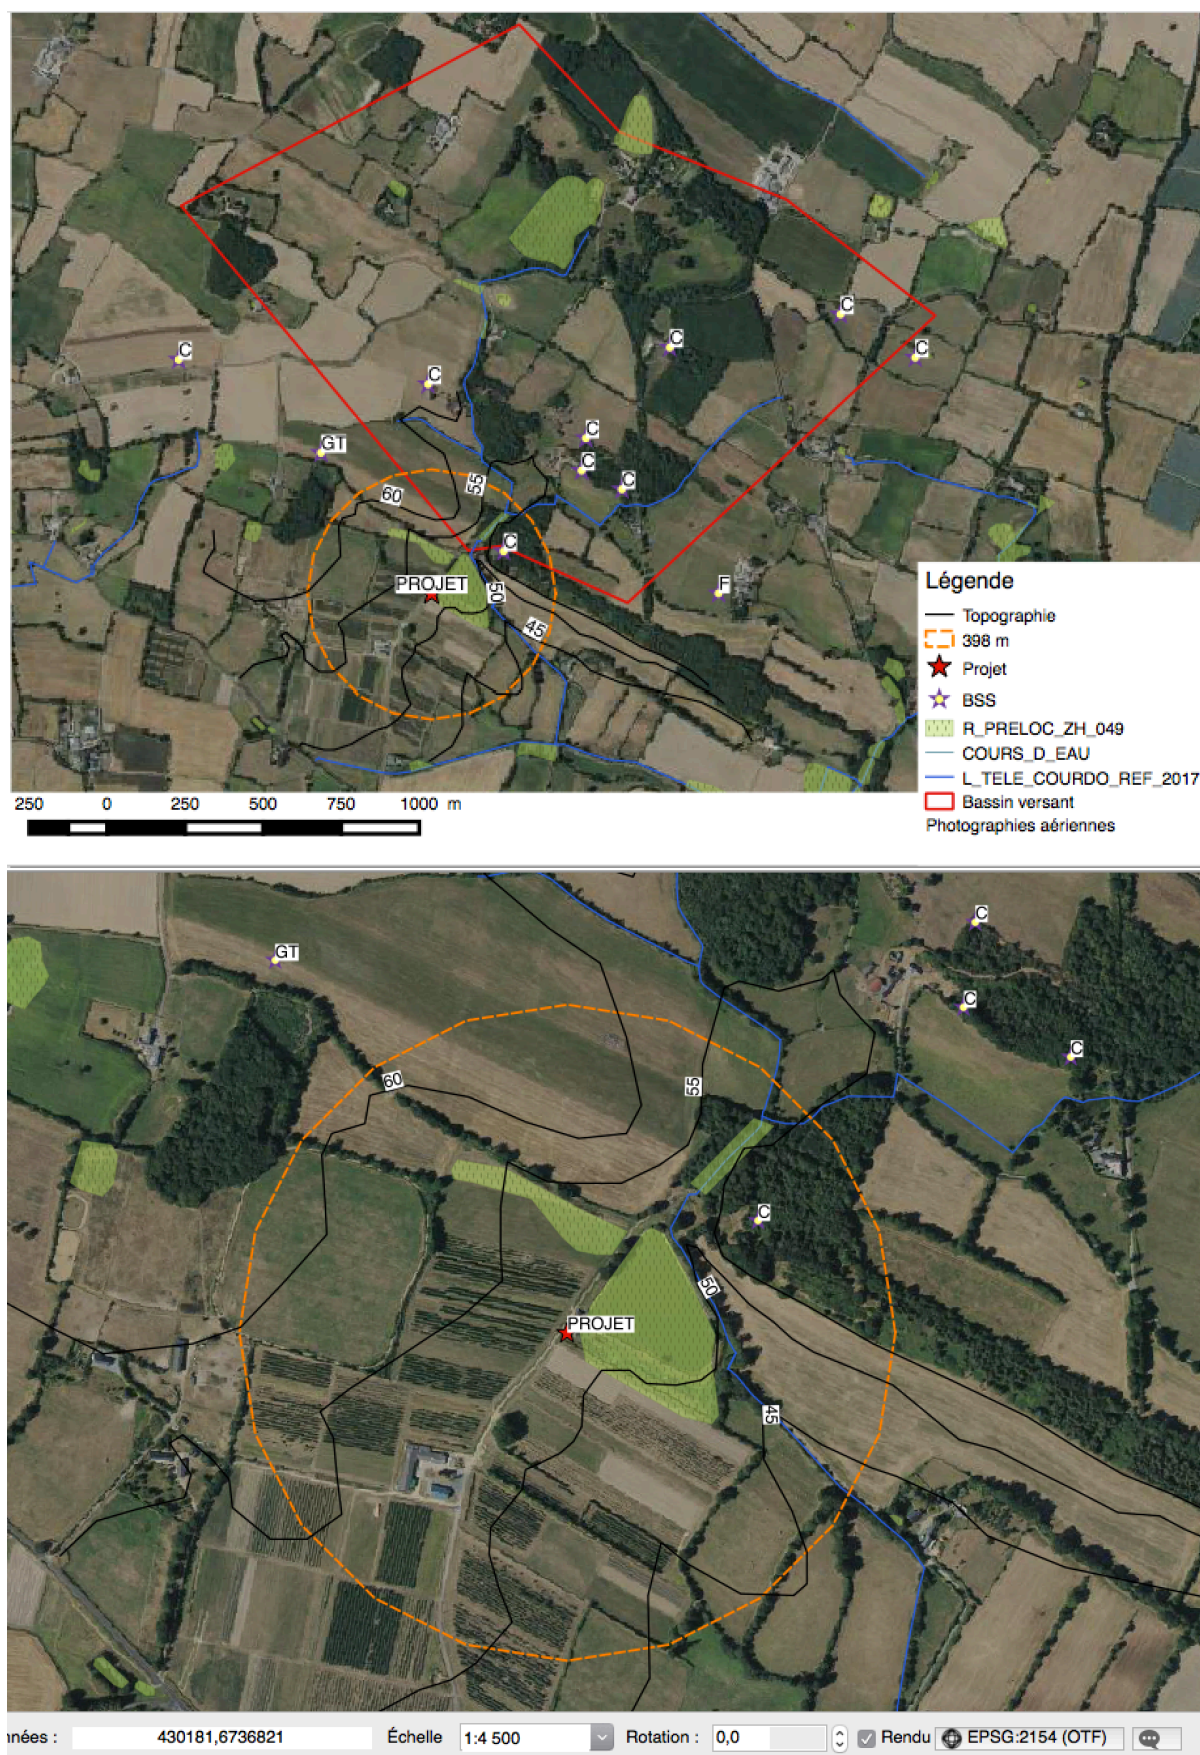 C
C
C
C
C
C
GT
C
C
60
55
C
PROJET
50
F
45
Légende
Topographie
398 m
Projet
BSS
R_PRELOC_ZH_049
COURS_D_EAU
L_TELE_COURDO_REF_2017
Bassin versant
Photographies aériennes
250 0 250 500 750 1000 m
C
GT
C
C
60
55
C
50
PROJET
45
nnées : 430181,6736821 Échelle 1:4 500 Rotation : 0,0 Rendu EPSG:2154 (OTF)